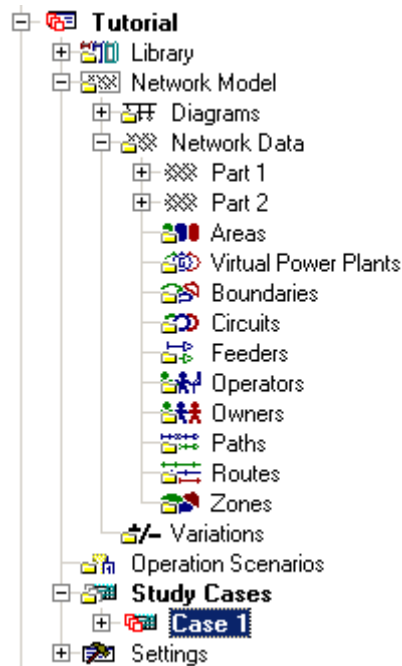 Tutorial
Library
Network Model
Diagrams
Network Data
Part 1
Part 2
Areas
Virtual Power Plants
Boundaries
Circuits
Feeders
Operators
Owners
Paths
Routes
Zones
Variations
Operation Scenarios
Study Cases
Case 1
Settings